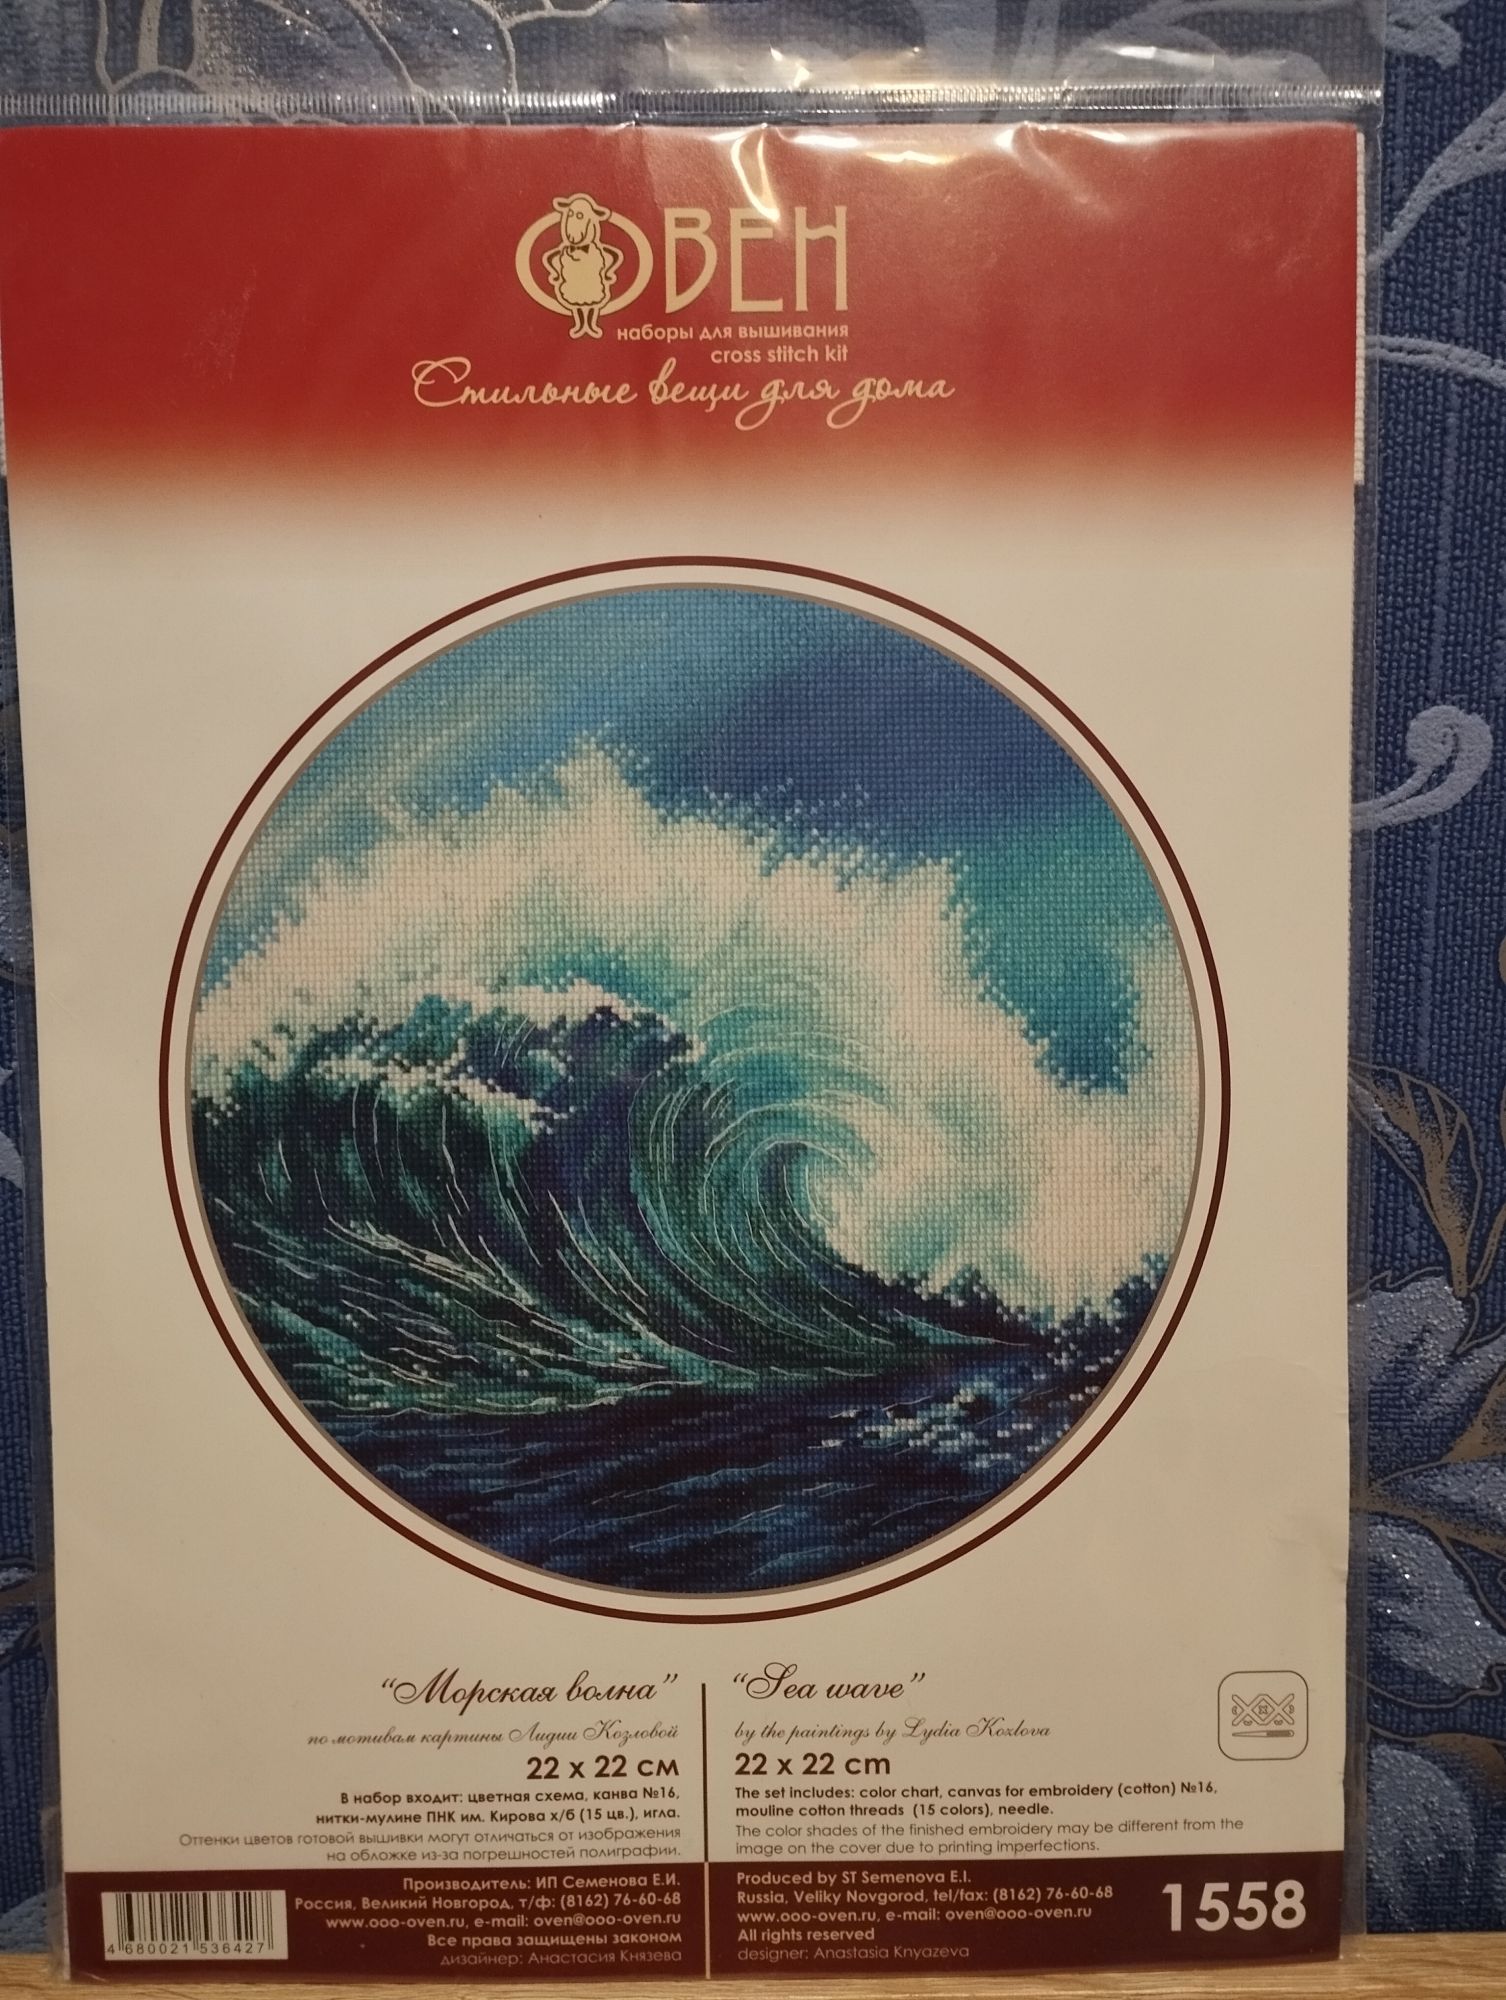 ОВЕН
наборы для вышивания
cross stitch kit
Стильные вещи для дома
"Морская волна"
по мотивам картины Лидии Козловой
22 х 22 см
В набор входит: цветная схема, канва №16,
нитки-мулине ПНК им. Кирова х/б (15 цв.), игла.
Оттенки цветов готовой вышивки могут отличаться от изображения
на обложке из-за погрешностей полиграфии.
"Sea wave"
by the paintings by Lydia Kozlova
22 x 22 cm
The set includes: color chart, canvas for embroidery (cotton) №16,
mouline cotton threads (15 colors), needle.
The color shades of the finished embroidery may be different from the
image on the cover due to printing imperfections.
4 680021 536427
Производитель: ИП Семенова Е.И.
Россия, Великий Новгород, т/ф: (8162) 76-60-68
www.ooo-oven.ru, e-mail: oven@ooo-oven.ru
Все права защищены законом
дизайнер: Анастасия Князева
Produced by ST Semenova E.I.
Russia, Veliky Novgorod, tel/fax: (8162) 76-60-68
www.ooo-oven.ru, e-mail: oven@ooo-oven.ru
All rights reserved
designer: Anastasia Knyazeva
1558